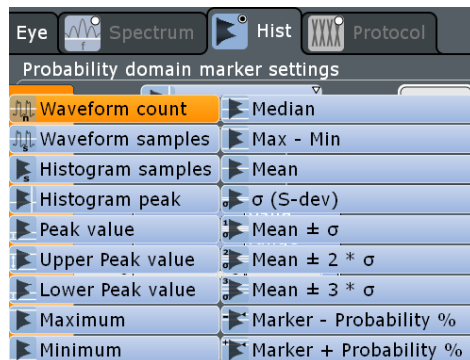 Eye Spectrum Hist Protocol
Probability domain marker settings
Waveform count
Waveform samples
Histogram samples
Histogram peak
Peak value
Upper Peak value
Lower Peak value
Maximum
Minimum
Median
Max - Min
Mean
σ (S-dev)
Mean ± σ
Mean ± 2 * σ
Mean ± 3 * σ
Marker - Probability %
Marker + Probability %